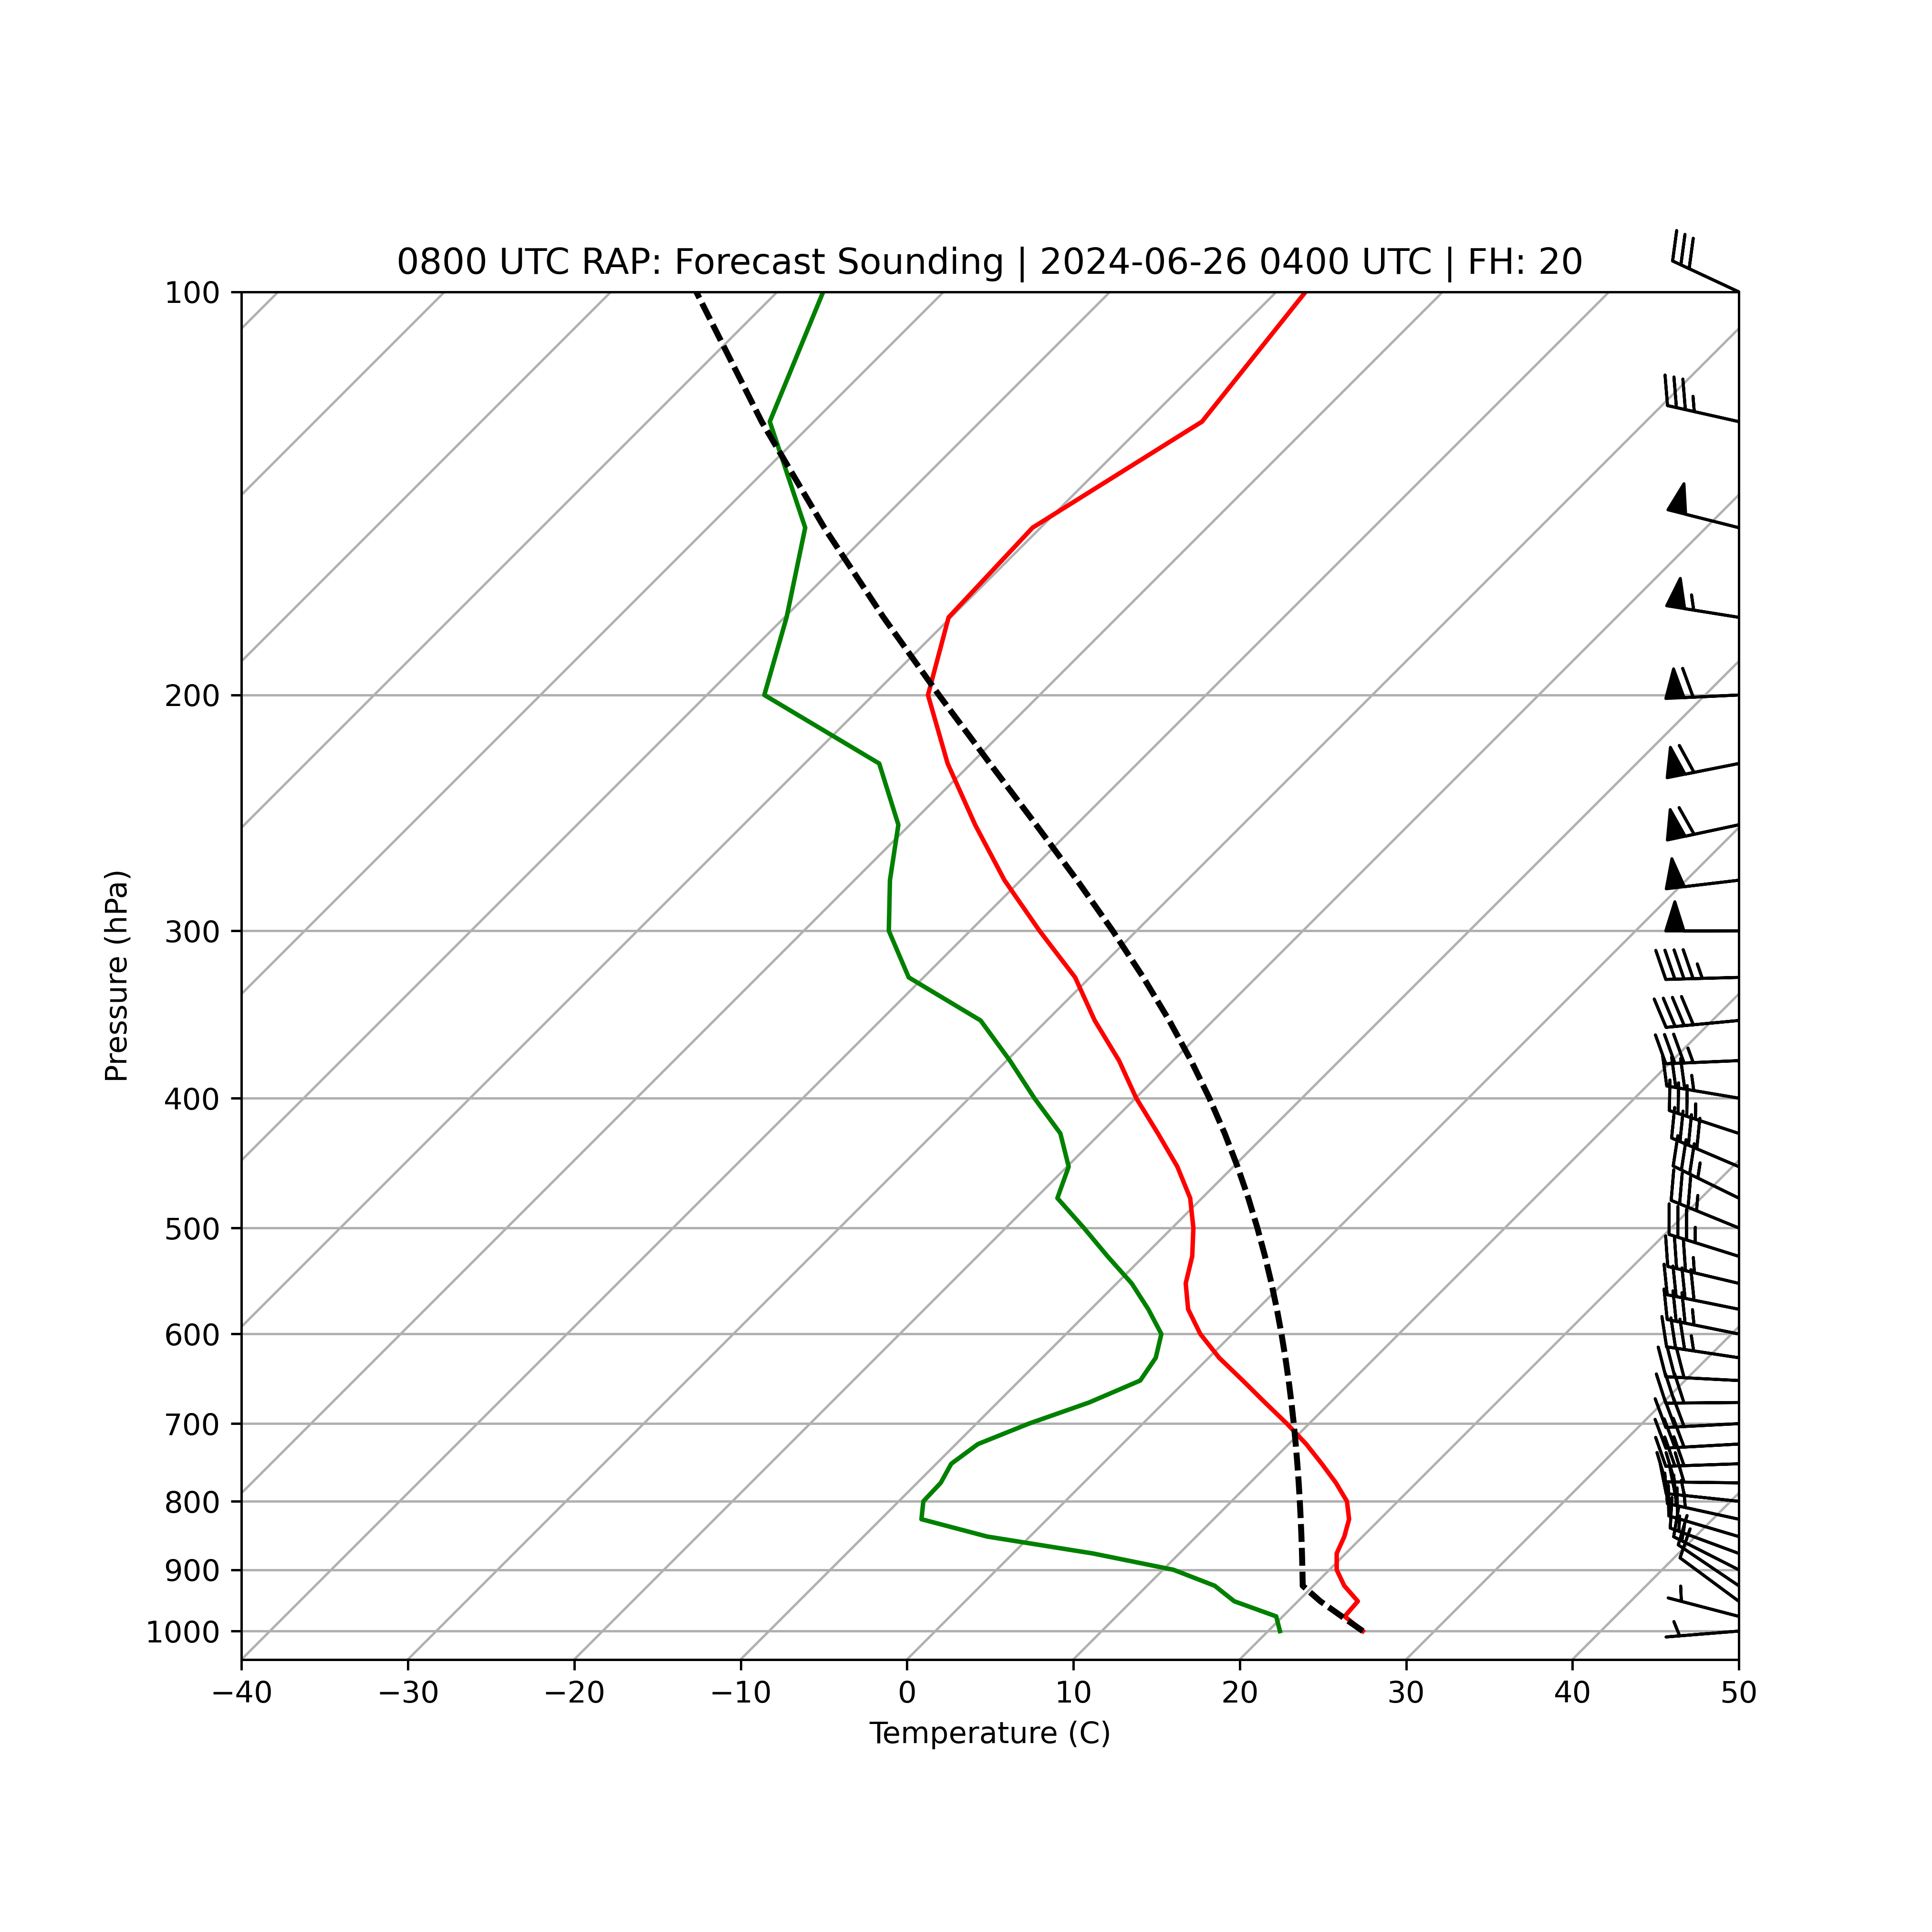 0800 UTC RAP: Forecast Sounding | 2024-06-26 0400 UTC | FH: 20
100
200
300
400
500
600
700
800
900
1000
Pressure (hPa)
−40 −30 −20 −10 0 10 20 30 40 50
Temperature (C)